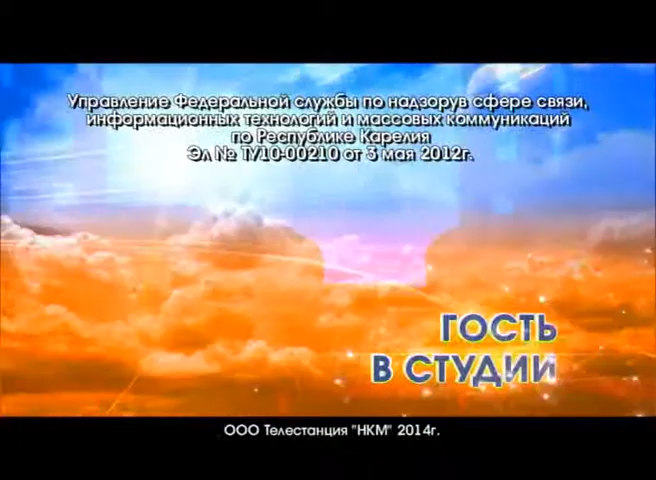 Управление Федеральной службы по надзорув сфере связи,
информационных технологий и массовых коммуникаций
по Республике Карелия
Эл № ТУ10-00210 от 3 мая 2012г.
ГОСТЬ
В СТУДИИ
ООО Телестанция "НКМ" 2014г.